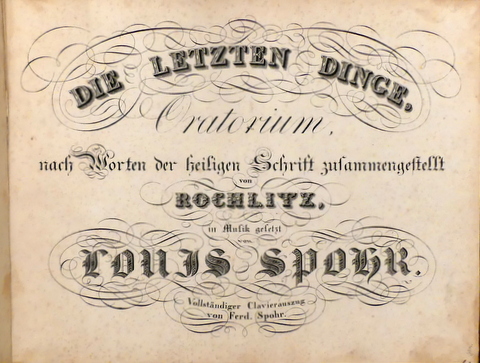 DIE LETZTEN DINGE,
Oratorium,
nach Worten der heiligen Schrift zusammengestellt
von
ROCHLITZ,
in Musik gesetzt
von
LOUIS SPOHR.
Vollständiger Clavierauszug
von Ferd. Spohr.